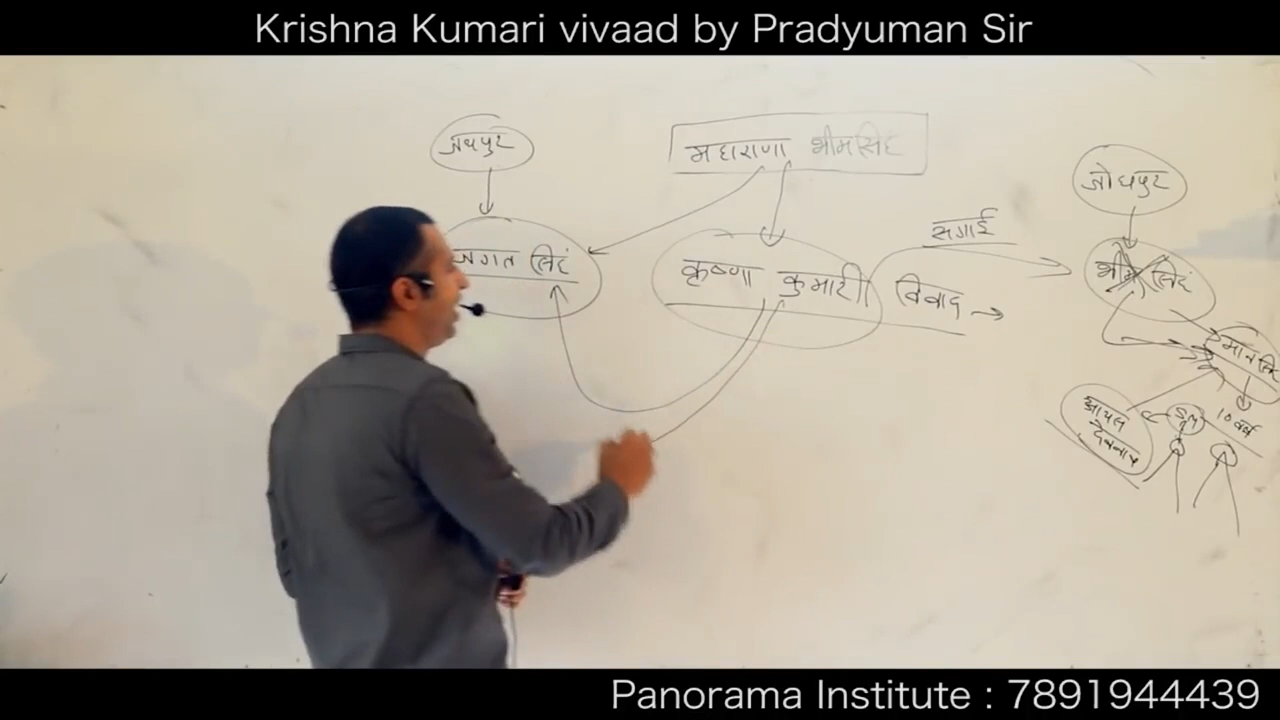 Krishna Kumari vivaad by Pradyuman Sir
जयपुर
महाराणा भीमसिंह
जोधपुर
सगाई
जगत सिंह
कृष्णा कुमारी विवाद →
भीम सिंह
मानसिं
आयस
देवनाथ
10 वर्ष
Panorama Institute : 7891944439